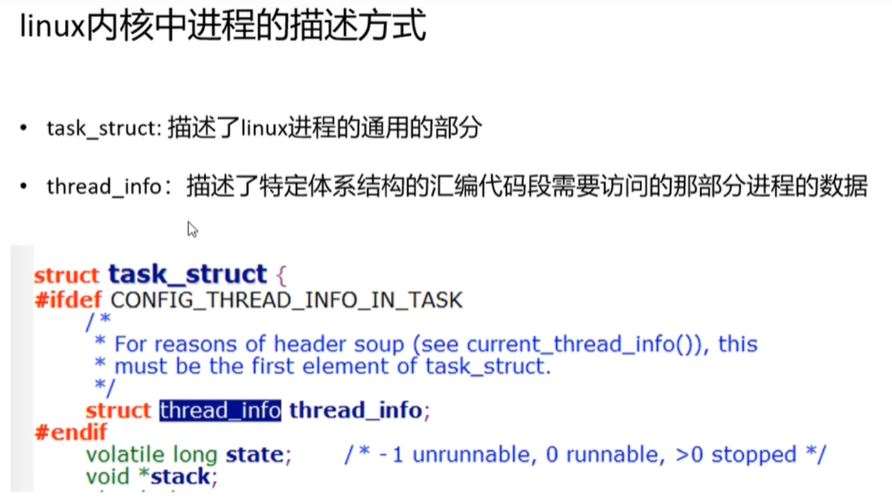 linux内核中进程的描述方式
• task_struct: 描述了linux进程的通用的部分
• thread_info：描述了特定体系结构的汇编代码段需要访问的那部分进程的数据
struct task_struct {
#ifdef CONFIG_THREAD_INFO_IN_TASK
/*
* For reasons of header soup (see current_thread_info()), this
* must be the first element of task_struct.
*/
struct thread_info thread_info;
#endif
volatile long state; /* -1 unrunnable, 0 runnable, >0 stopped */
void *stack;